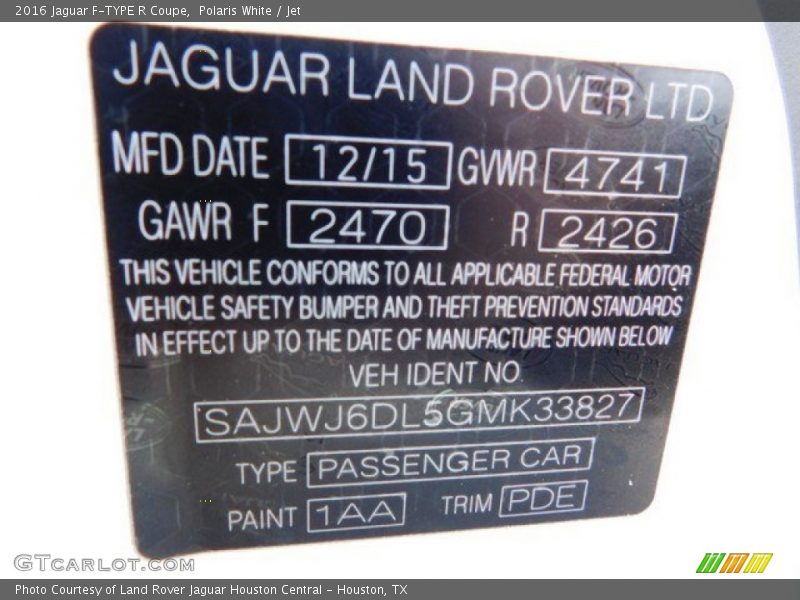 2016 Jaguar F-TYPE R Coupe, Polaris White / Jet
JAGUAR LAND ROVER LTD
MFD DATE 12/15 GVWR 4741
GAWR F 2470 R 2426
THIS VEHICLE CONFORMS TO ALL APPLICABLE FEDERAL MOTOR
VEHICLE SAFETY BUMPER AND THEFT PREVENTION STANDARDS
IN EFFECT UP TO THE DATE OF MANUFACTURE SHOWN BELOW
VEH IDENT NO
SAJWJ6DL5GMK33827
TYPE PASSENGER CAR
PAINT 1AA TRIM PDE
GTcarLot.com
Photo Courtesy of Land Rover Jaguar Houston Central - Houston, TX